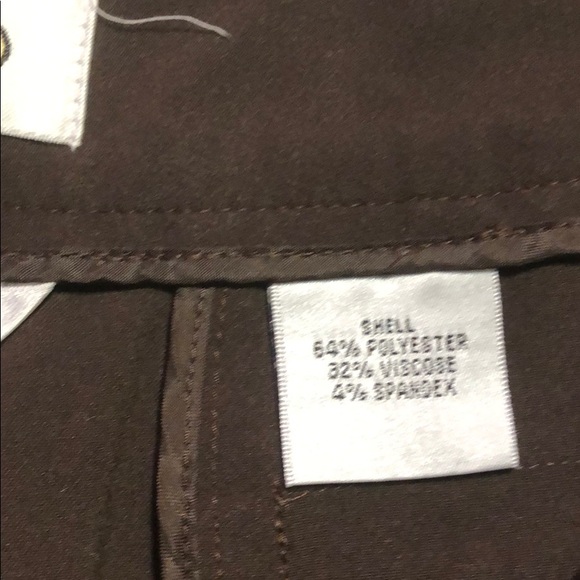 SHELL
64% POLYESTER
32% VISCOSE
4% SPANDEX